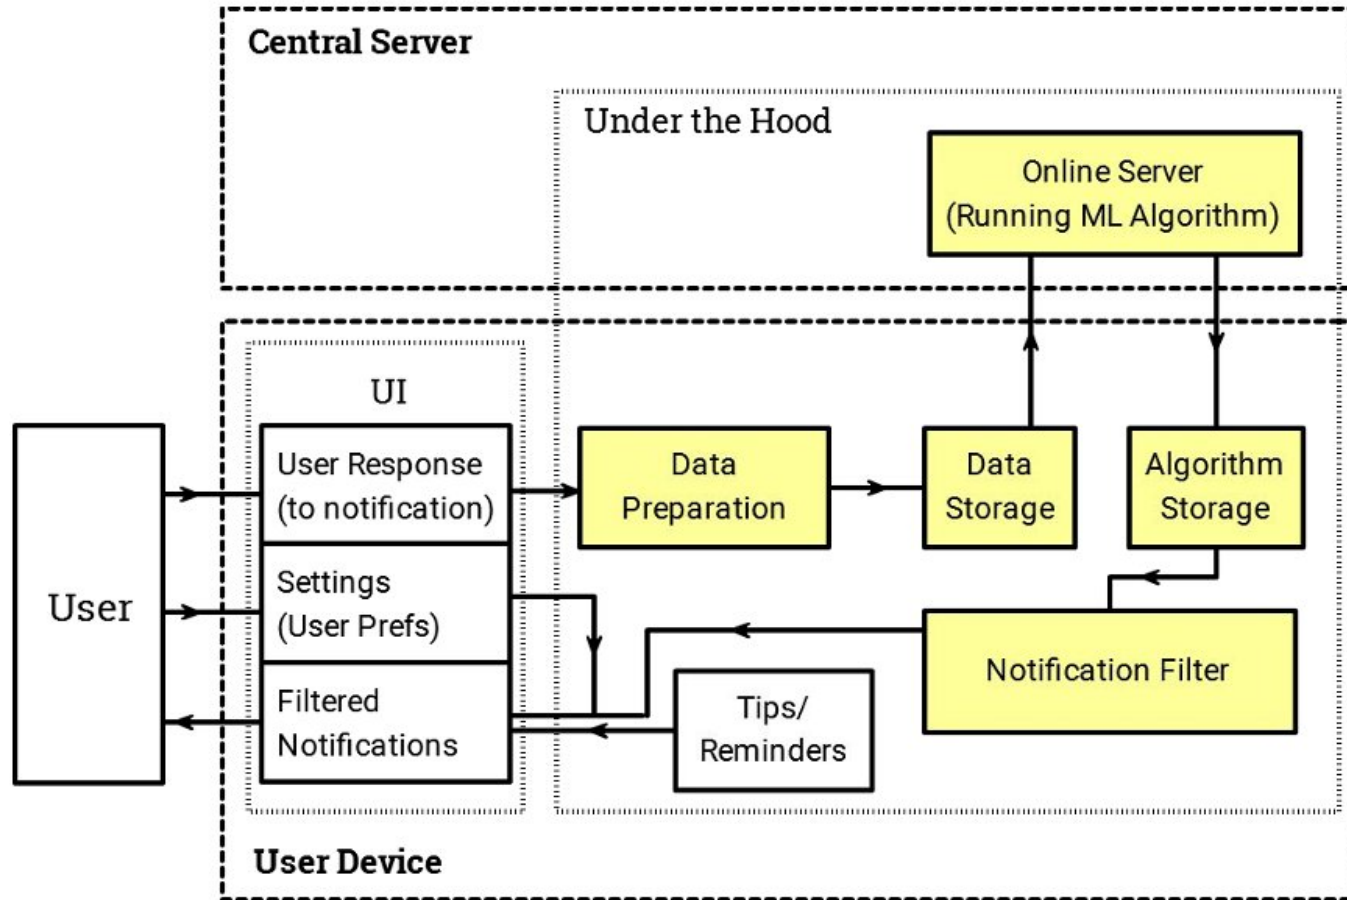 Central Server
Under the Hood
Online Server
(Running ML Algorithm)
UI
User Response
(to notification)
Data
Preparation
Data
Storage
Algorithm
Storage
User
Settings
(User Prefs)
Notification Filter
Filtered
Notifications
Tips/
Reminders
User Device